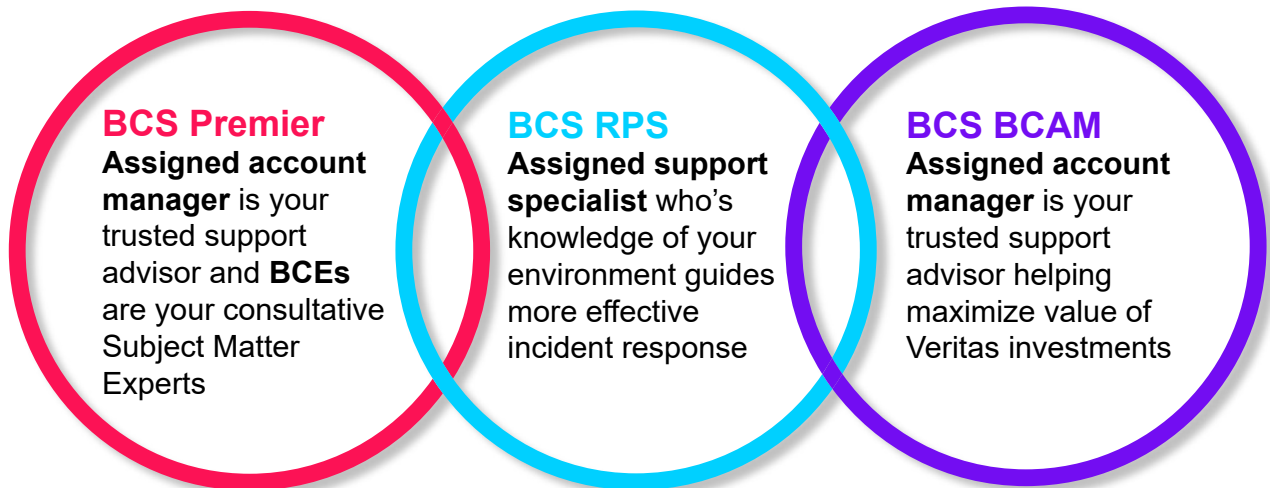 BCS Premier
Assigned account
manager is your
trusted support
advisor and BCEs
are your consultative
Subject Matter
Experts
BCS RPS
Assigned support
specialist who's
knowledge of your
environment guides
more effective
incident response
BCS BCAM
Assigned account
manager is your
trusted support
advisor helping
maximize value of
Veritas investments